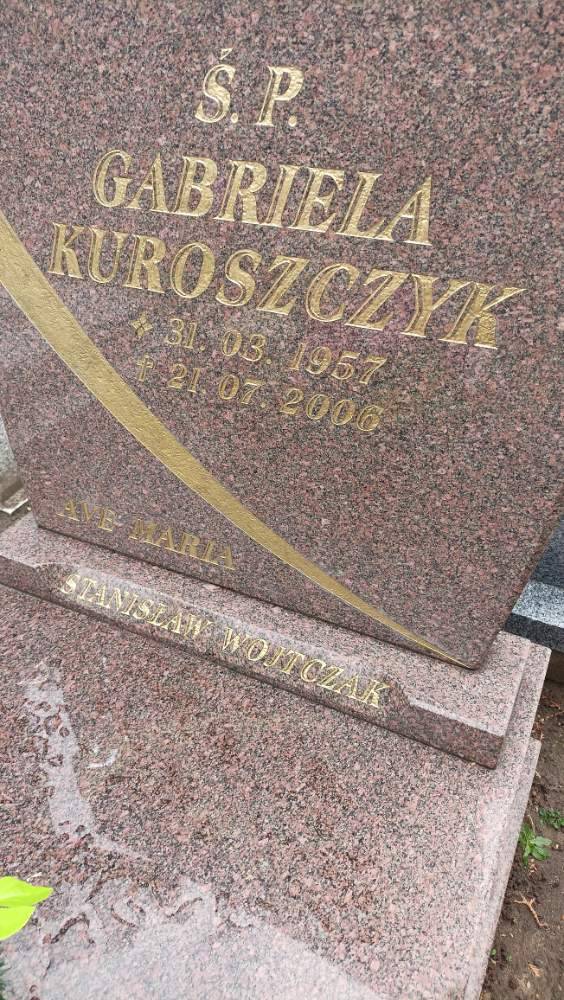 Ś. P.
GABRIELA
KUROSZCZYK
31. 03. 1957
✝ 21. 07. 2006
AVE MARIA
STANISŁAW WOJTCZAK